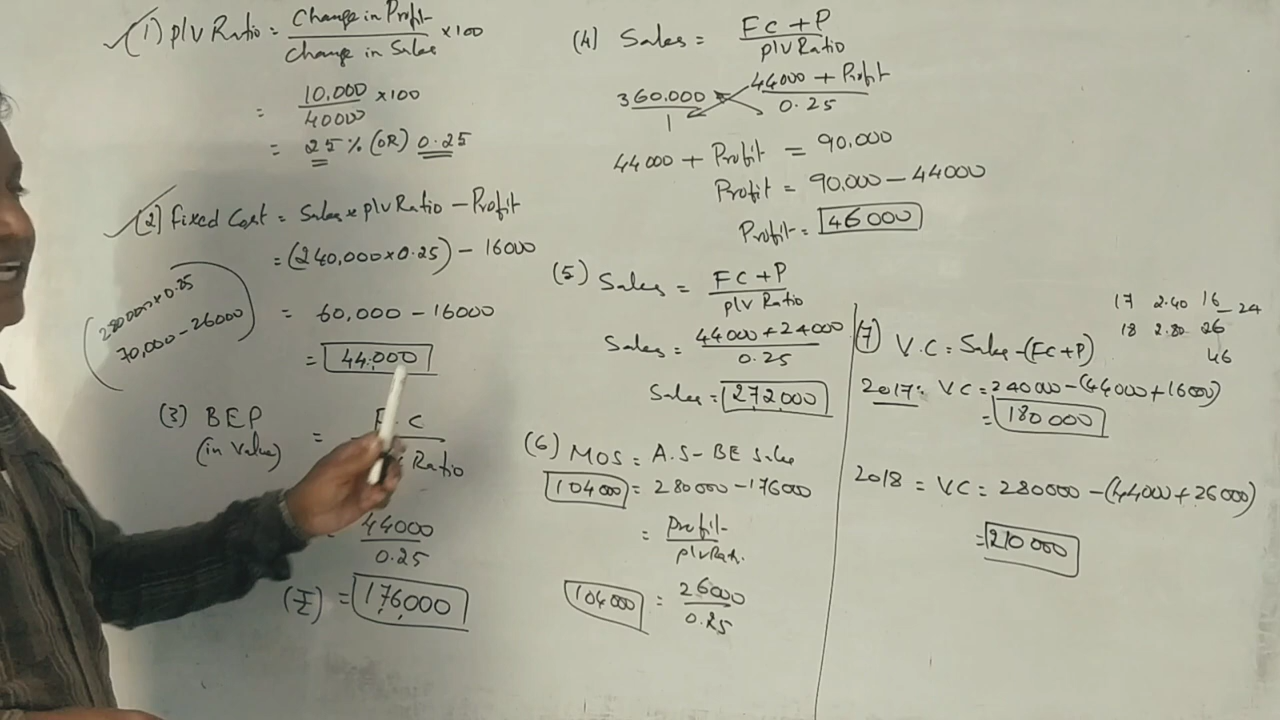 (1) P/V Ratio = Change in Profit / Change in Sales × 100
= 10,000 / 40000 × 100
= 25% (OR) 0.25
(2) Fixed Cost = Sales × P/V Ratio – Profit
= (240,000 × 0.25) – 16000
(280000 × 0.25
70,000 – 26000)
= 60,000 – 16000
= 44,000
(3) BEP (in Value) = F.C / Ratio
44000 / 0.25
(₹) = 176000
(4) Sales = FC + P / P/V Ratio
360,000 / 1 = 44000 + Profit / 0.25
44000 + Profit = 90,000
Profit = 90,000 – 44000
Profit = 46000
(5) Sales = FC + P / P/V Ratio
Sales = 44000 + 24000 / 0.25
Sales = 272000
(6) MOS = A.S – BE Sales
104000 = 280000 – 176000
= Profit / P/V Rat.
104000 = 26000 / 0.25
17 2.40 16 – 24
18 2.80 26
46
(7) V.C = Sales – (FC + P)
2017: VC = 240000 – (44000 + 16000)
= 180000
2018 = VC = 280000 – (44000 + 26000)
= 210000